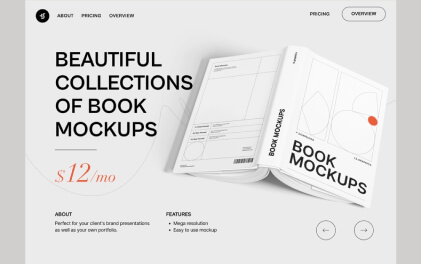 ABOUT PRICING OVERVIEW
PRICING OVERVIEW
BEAUTIFUL
COLLECTIONS
OF BOOK
MOCKUPS
$12/mo
BOOK MOCKUPS
BOOK
MOCKUPS
ABOUT
Perfect for your client's brand presentations
as well as your own portfolio.
FEATURES
• Mega resolution
• Easy to use mockup